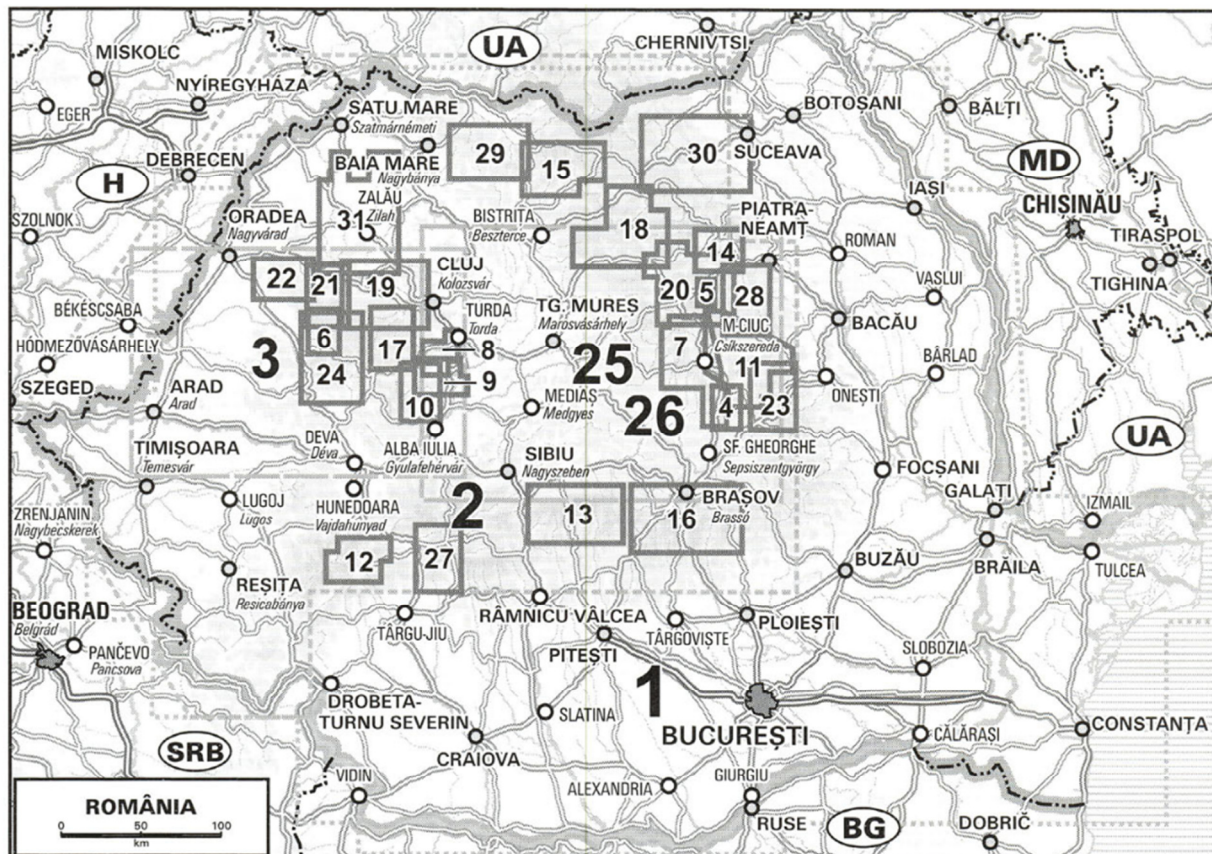 UA
CHERNIVTSI
MISKOLC
NYÍREGYHÁZA
EGER
SATU MARE
Szatmárnémeti
BOTOȘANI
BĂLȚI
29
15
30
SUCEAVA
DEBRECEN
BAIA MARE
Nagybánya
MD
H
ZALĂU
Zilah
31
IAȘI
CHIȘINĂU
SZOLNOK
ORADEA
Nagyvárad
BISTRIȚA
Beszterce
18
PIATRA-
NEAMȚ
14
ROMAN
TIRASPOL
TIGHINA
22
21
19
CLUJ
Kolozsvár
20
5
28
VASLUI
BÉKÉSCSABA
TURDA
Torda
TG. MUREȘ
Marosvásárhely
M-CIUC
Csíkszereda
BACĂU
HÓDMEZŐVÁSÁRHELY
3
6
17
8
25
7
11
BÂRLAD
SZEGED
24
9
ARAD
Arad
10
MEDIAȘ
Medgyes
26
4
23
ONEȘTI
UA
TIMIȘOARA
Temesvár
DEVA
Déva
ALBA IULIA
Gyulafehérvár
SIBIU
Nagyszeben
SF. GHEORGHE
Sepsiszentgyörgy
FOCȘANI
GALAȚI
IZMAIL
LUGOJ
Lugos
HUNEDOARA
Vajdahunyad
2
13
16
BRAȘOV
Brassó
ZRENJANIN
Nagybecskerek
12
27
BUZĂU
BRĂILA
TULCEA
REȘIȚA
Resicabánya
BEOGRAD
Belgrád
PANČEVO
Pancsova
TÂRGU-JIU
RÂMNICU VÂLCEA
TÂRGOVIȘTE
PLOIEȘTI
PITEȘTI
SLOBOZIA
1
DROBETA-
TURNU SEVERIN
SLATINA
BUCUREȘTI
CONSTANȚA
CĂLĂRAȘI
SRB
CRAIOVA
VIDIN
ALEXANDRIA
GIURGIU
RUSE
BG
DOBRIČ
ROMÂNIA
0 50 100
km